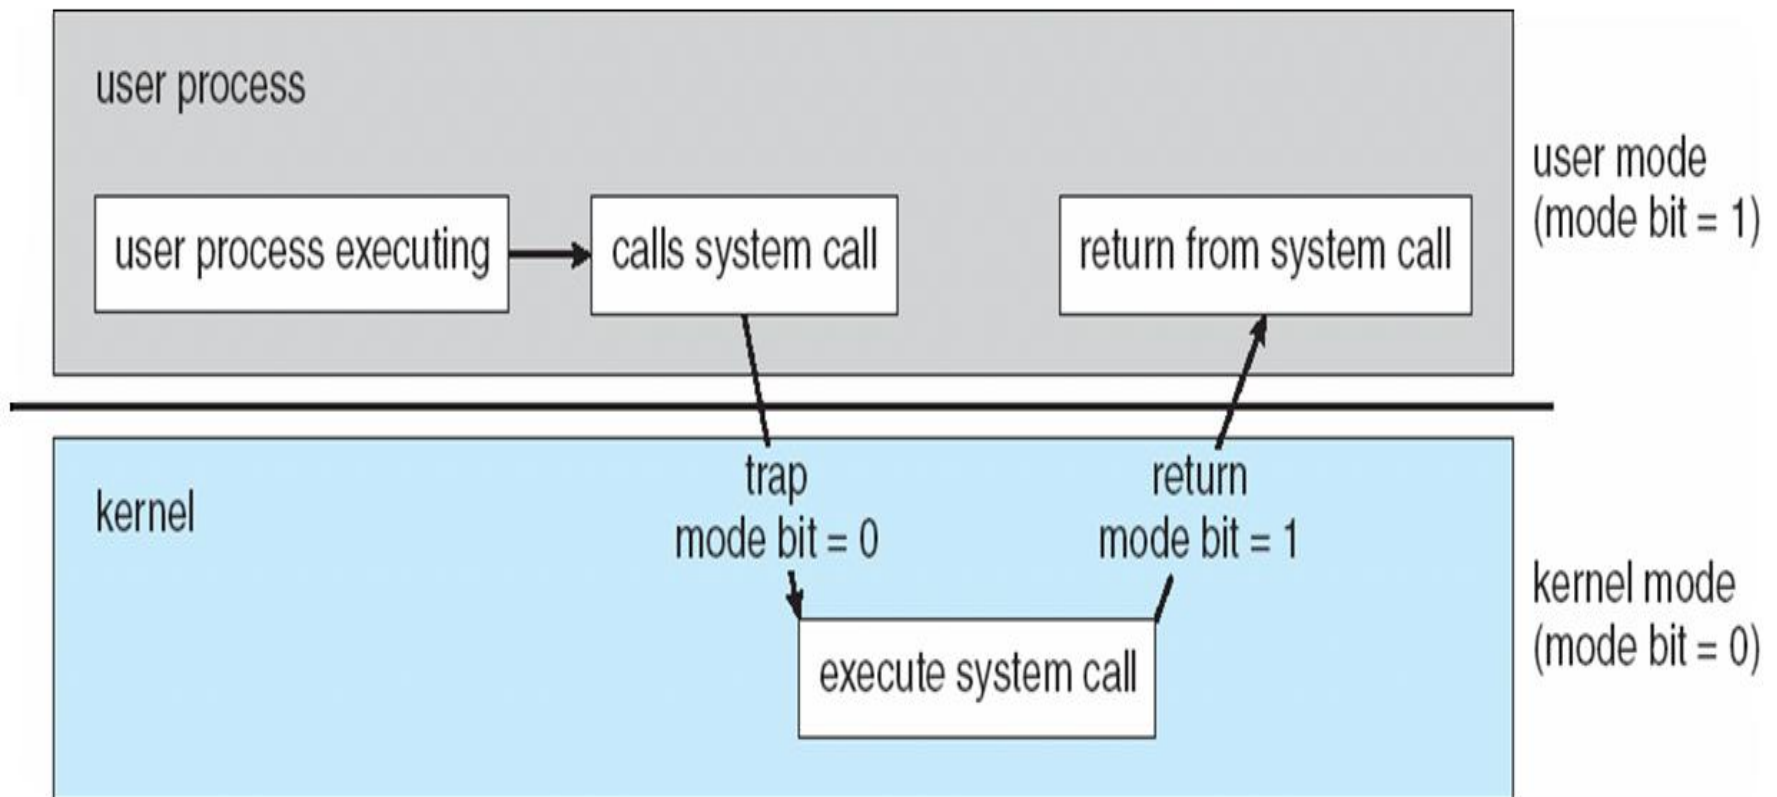 user process
user process executing
calls system call
return from system call
user mode
(mode bit = 1)
kernel
trap
mode bit = 0
return
mode bit = 1
execute system call
kernel mode
(mode bit = 0)